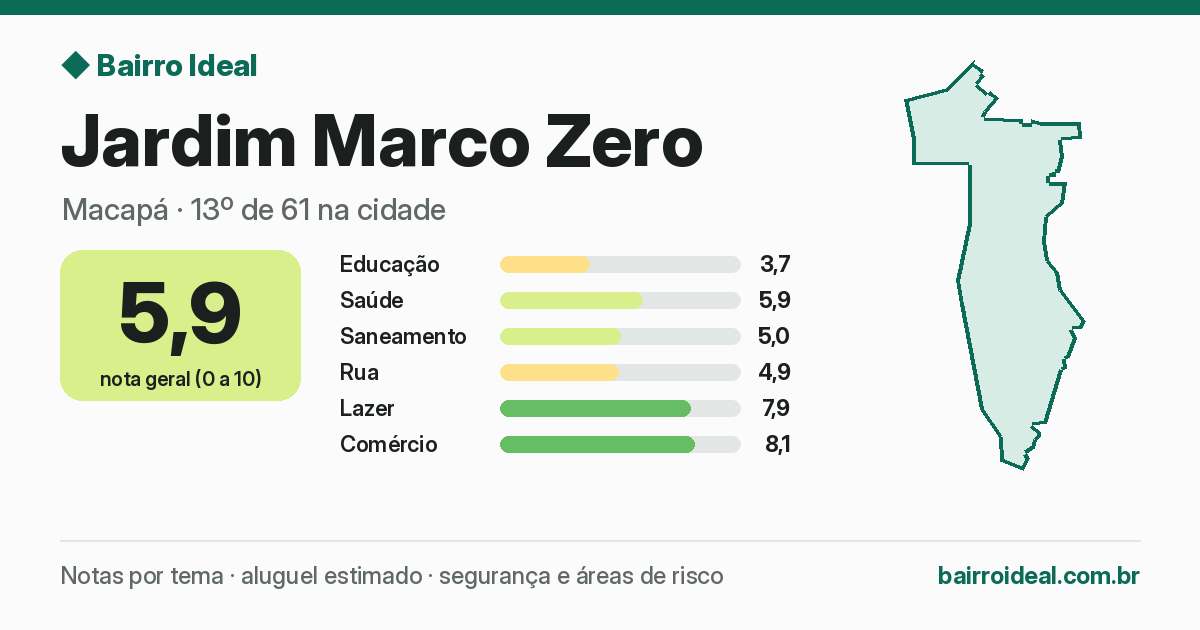 Bairro Ideal
Jardim Marco Zero
Macapá · 13º de 61 na cidade
5,9
nota geral (0 a 10)
Educação 3,7
Saúde 5,9
Saneamento 5,0
Rua 4,9
Lazer 7,9
Comércio 8,1
Notas por tema · aluguel estimado · segurança e áreas de risco
bairroideal.com.br